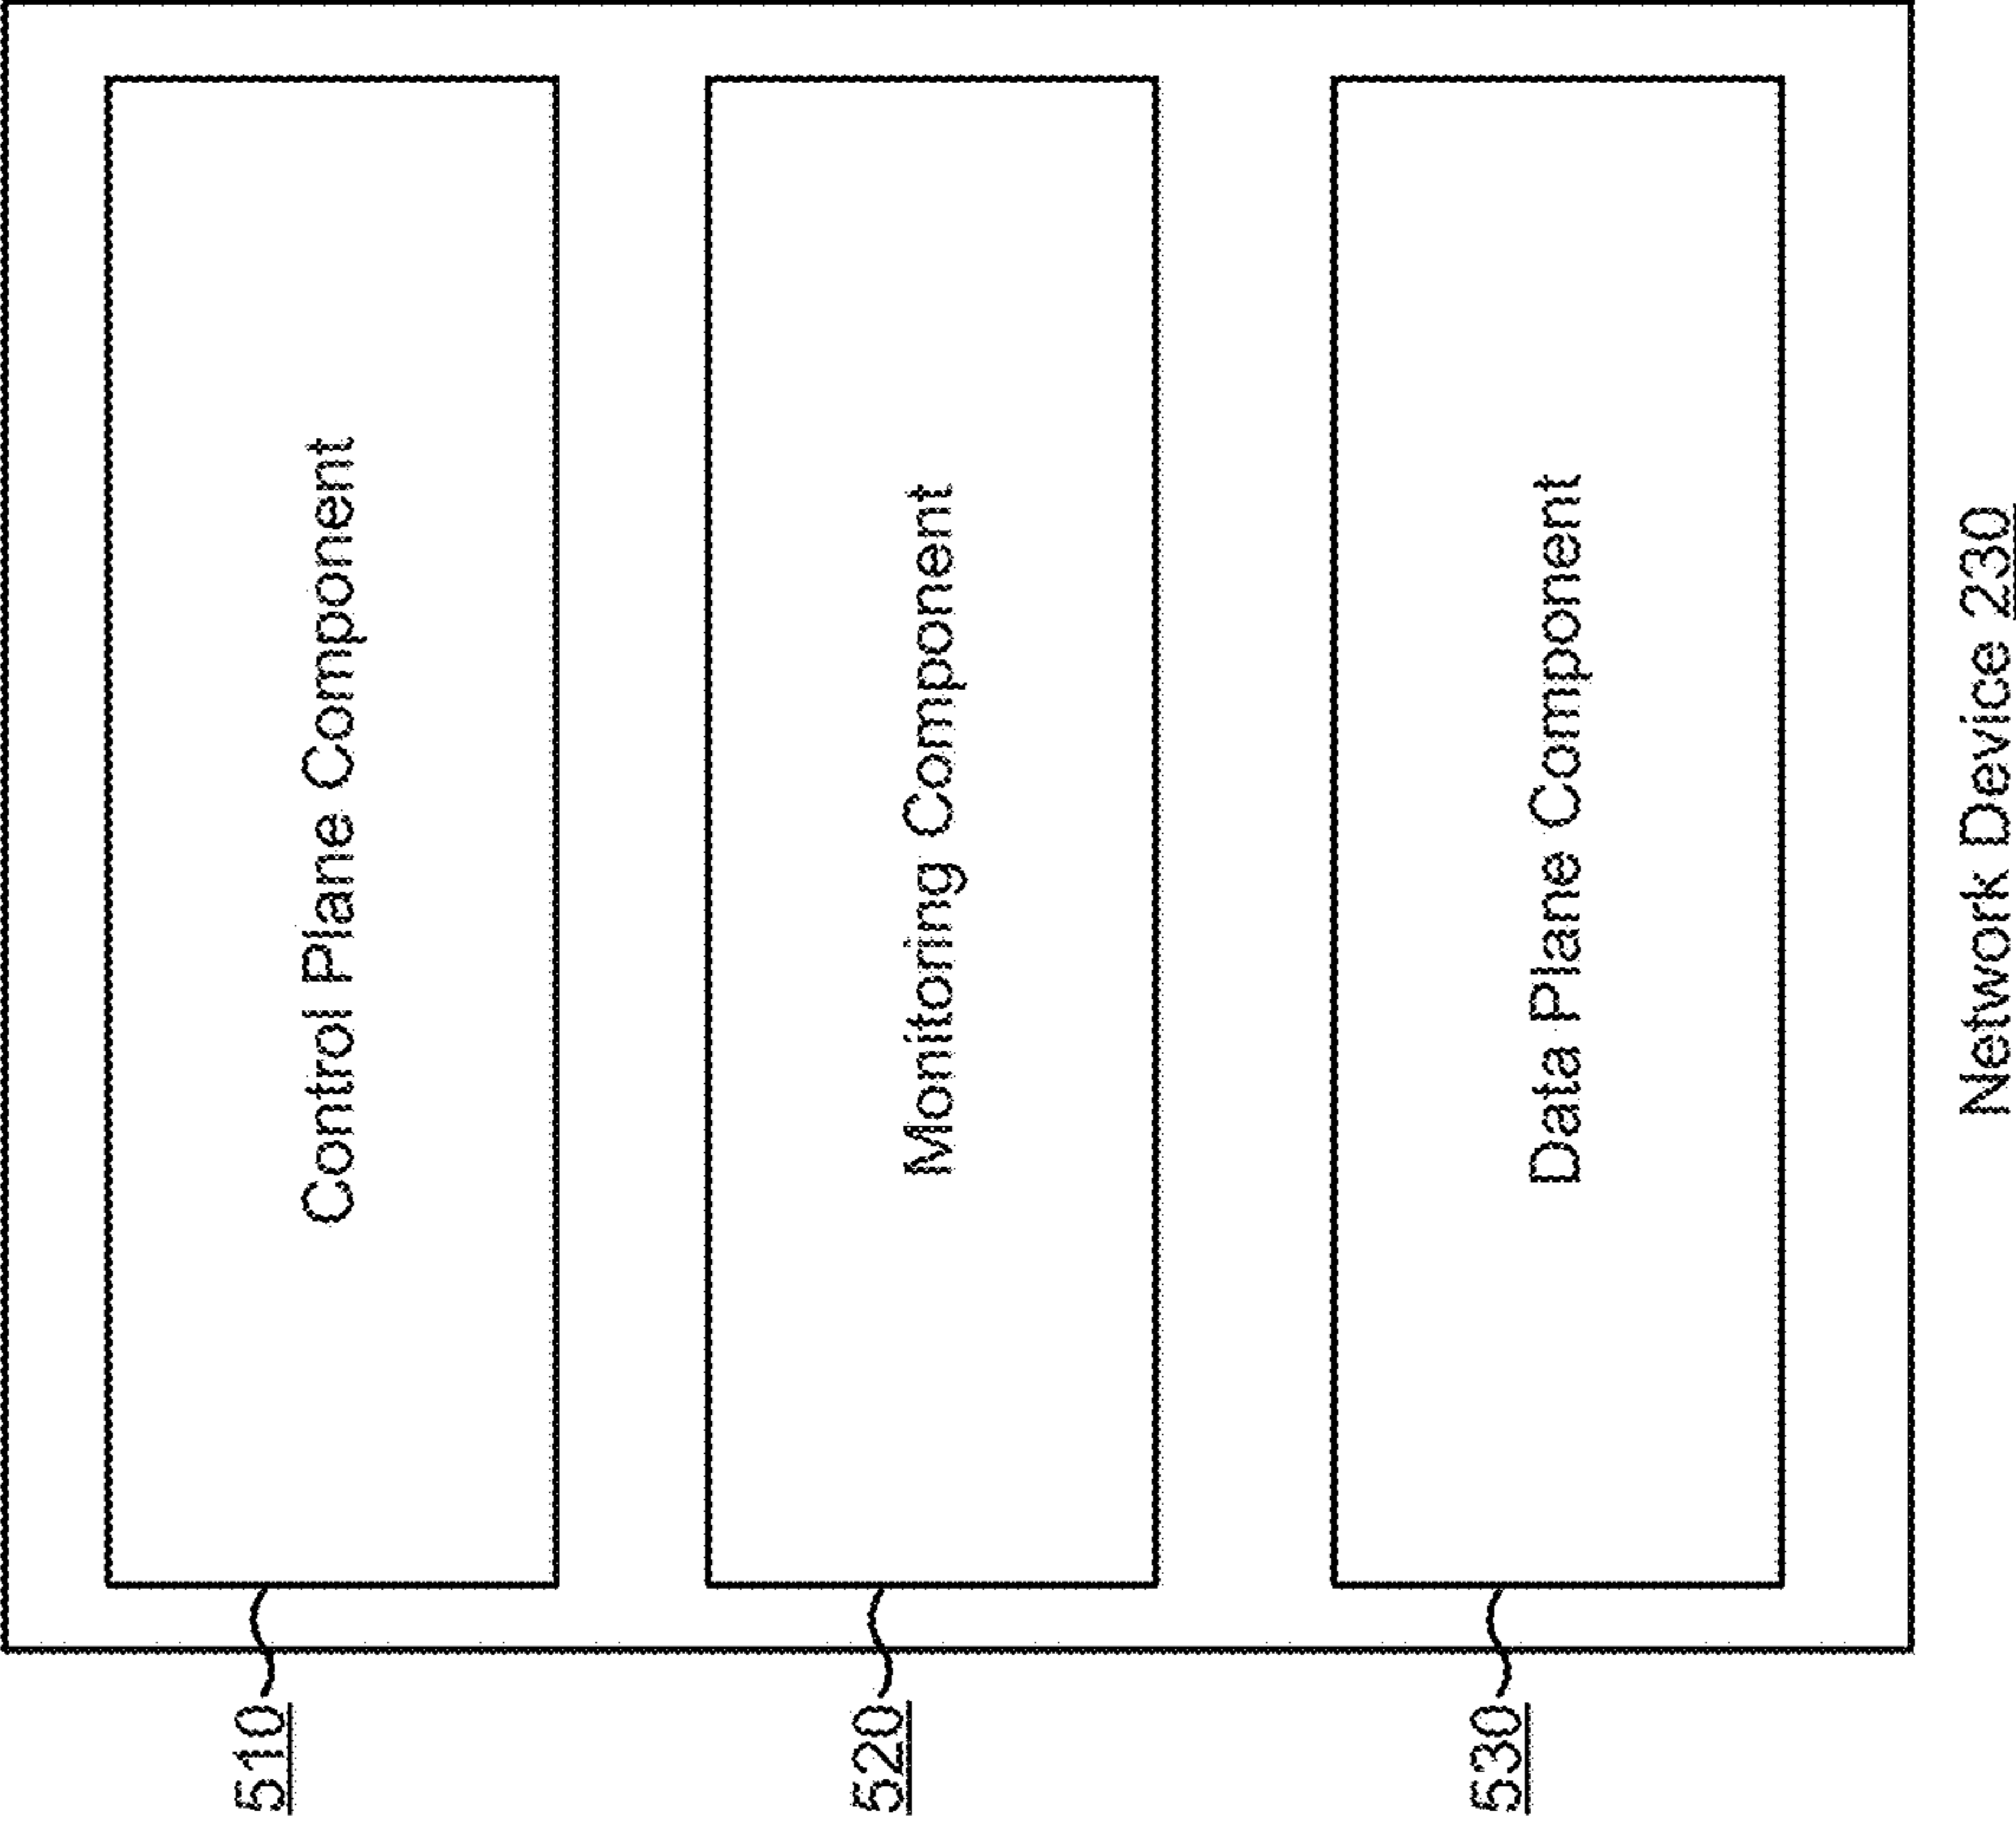 510
Control Plane Component
520
Monitoring Component
530
Data Plane Component
Network Device 230